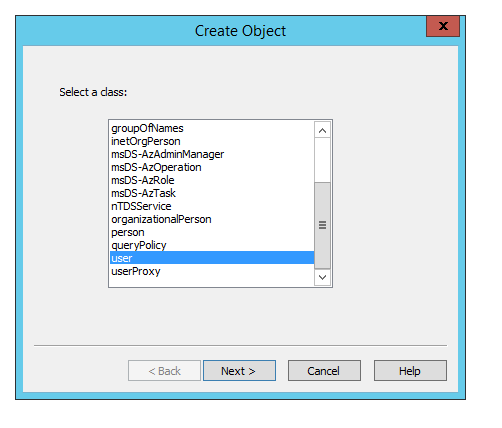 Create Object
x
Select a class:
groupOfNames
inetOrgPerson
msDS-AzAdminManager
msDS-AzOperation
msDS-AzRole
msDS-AzTask
nTDSService
organizationalPerson
person
queryPolicy
user
userProxy
< Back Next > Cancel Help